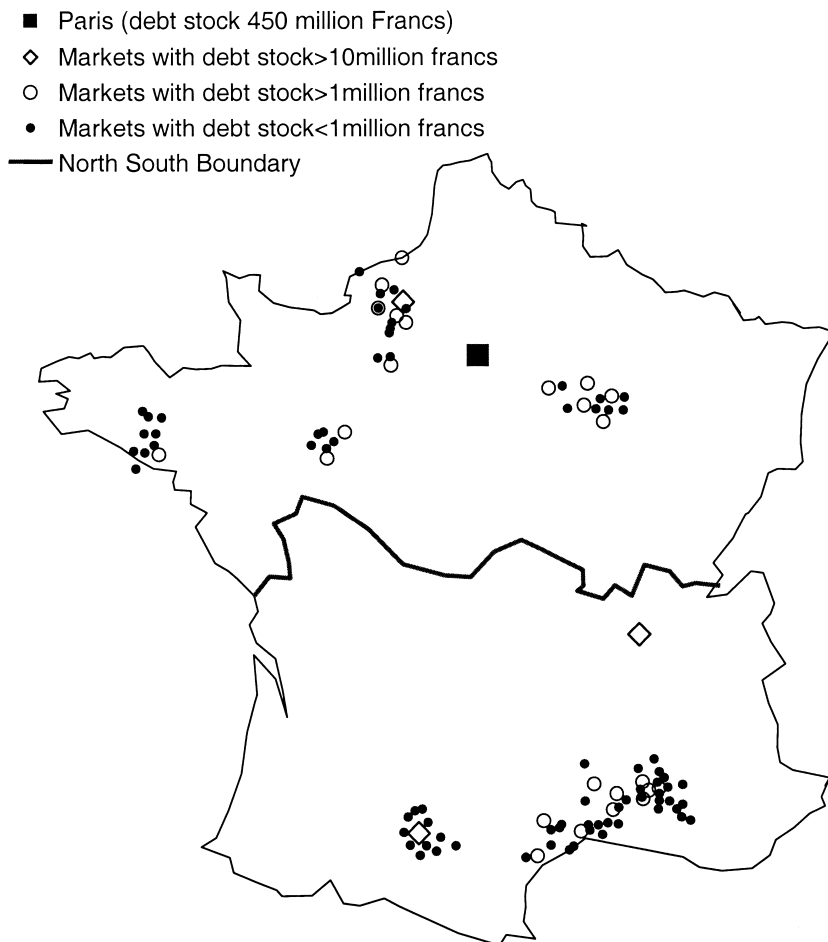 Paris (debt stock 450 million Francs)
Markets with debt stock>10million francs
Markets with debt stock>1million francs
Markets with debt stock<1million francs
North South Boundary